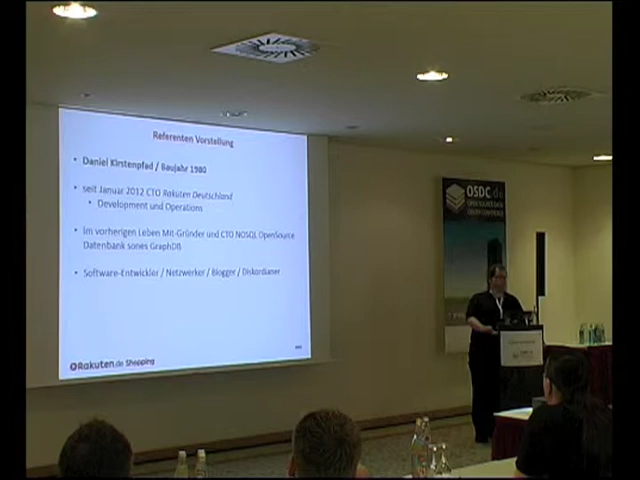 Referenten Vorstellung
• Daniel Kirstenpfad / Baujahr 1980
• seit Januar 2012 CTO Rakuten Deutschland
• Development und Operations
• Im vorherigen Leben Mit-Gründer und CTO NOSQL OpenSource
Datenbank sones GraphDB
• Software-Entwickler / Netzwerker / Blogger / Diskordianer
Rakuten.de Shopping
OSDC.de
OPEN SOURCE DATA
CENTER CONFERENCE